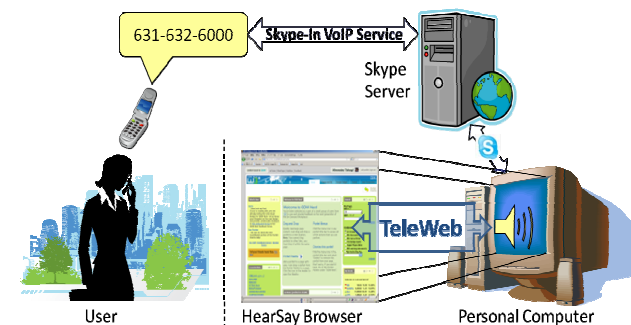 631-632-6000
Skype-In VoIP Service
Skype
Server
S
TeleWeb
User
HearSay Browser
Personal Computer